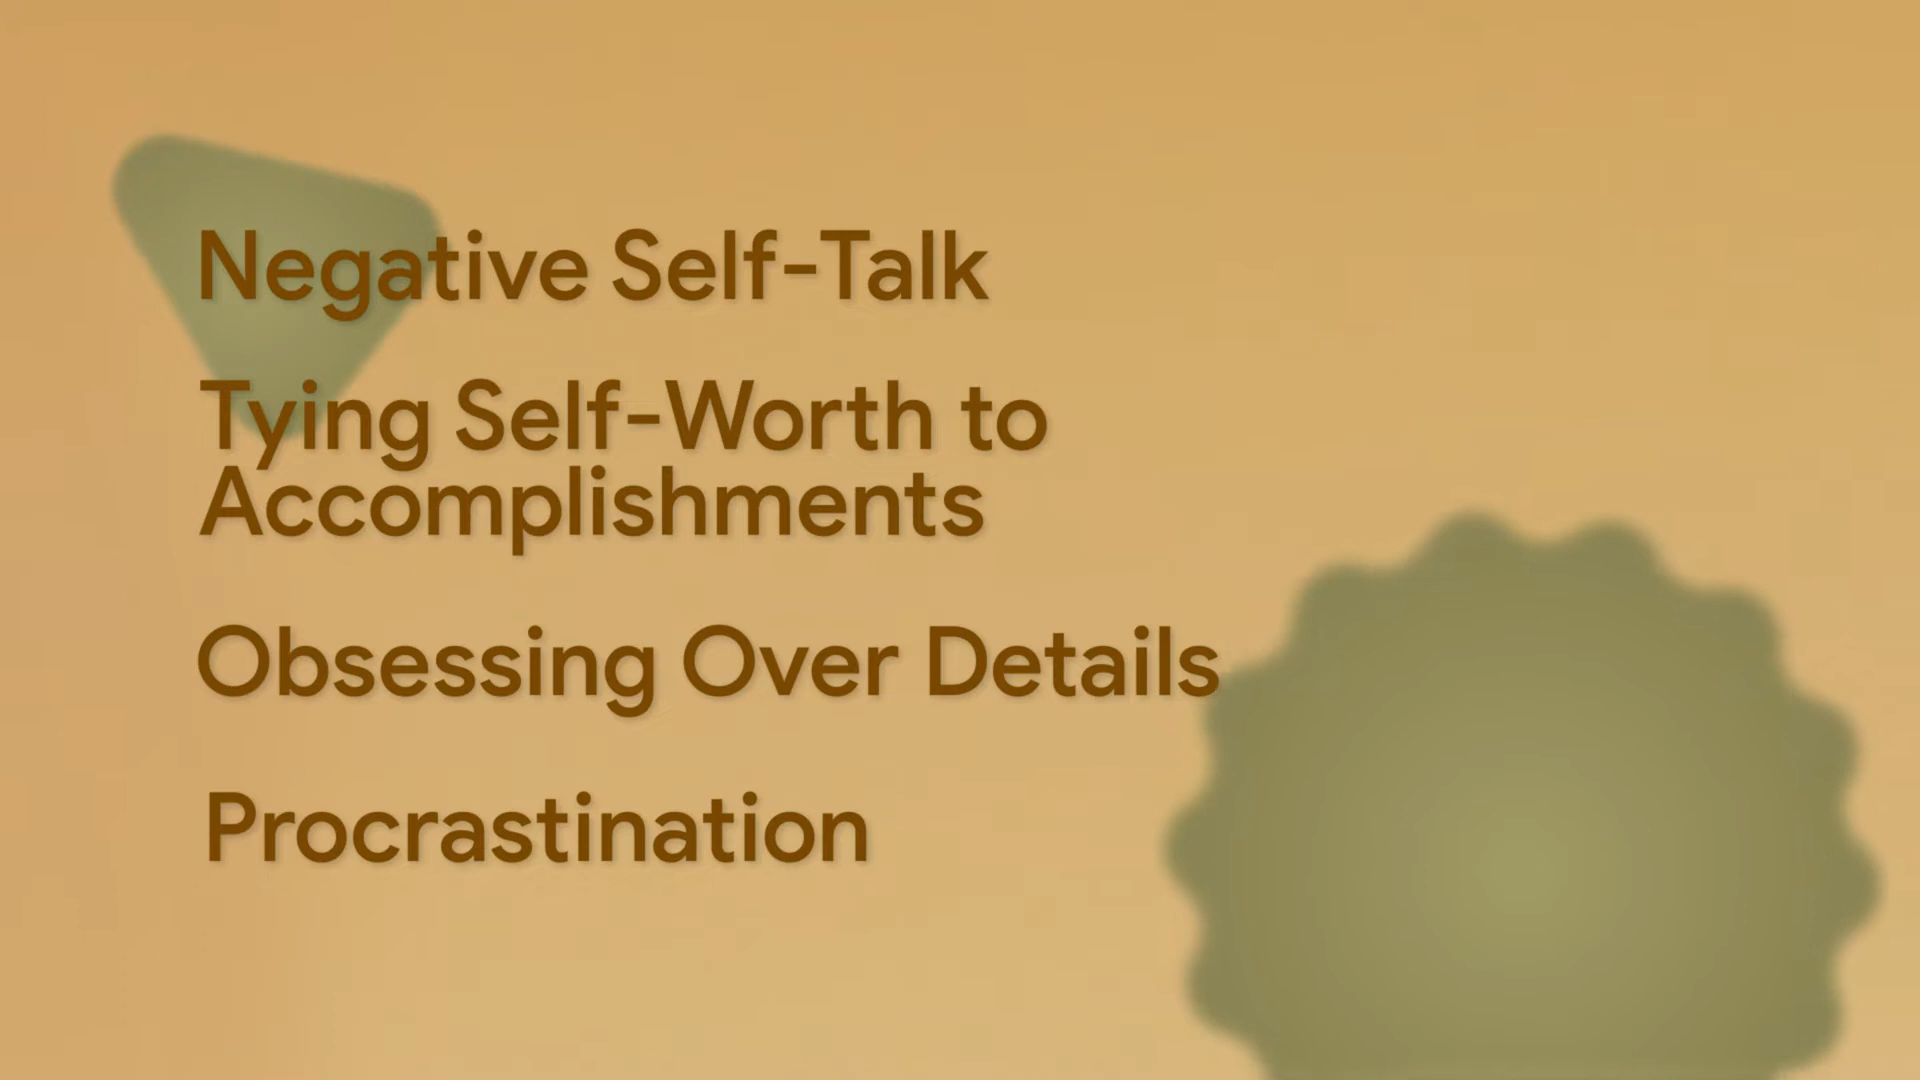 Negative Self-Talk
Tying Self-Worth to
Accomplishments
Obsessing Over Details
Procrastination